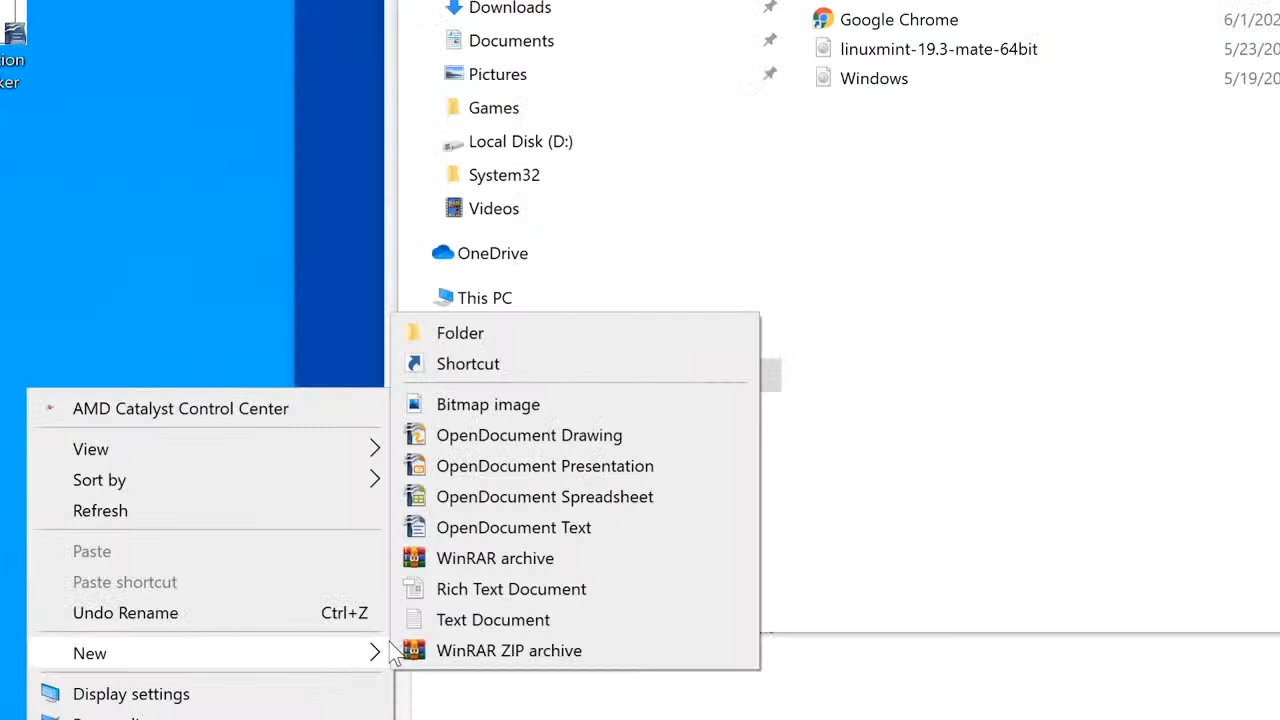 ion
ker
Downloads
Documents
Pictures
Games
Local Disk (D:)
System32
Videos
OneDrive
This PC
Google Chrome 6/1/202
linuxmint-19.3-mate-64bit 5/23/20
Windows 5/19/20
AMD Catalyst Control Center
View
Sort by
Refresh
Paste
Paste shortcut
Undo Rename Ctrl+Z
New
Display settings
Folder
Shortcut
Bitmap image
OpenDocument Drawing
OpenDocument Presentation
OpenDocument Spreadsheet
OpenDocument Text
WinRAR archive
Rich Text Document
Text Document
WinRAR ZIP archive